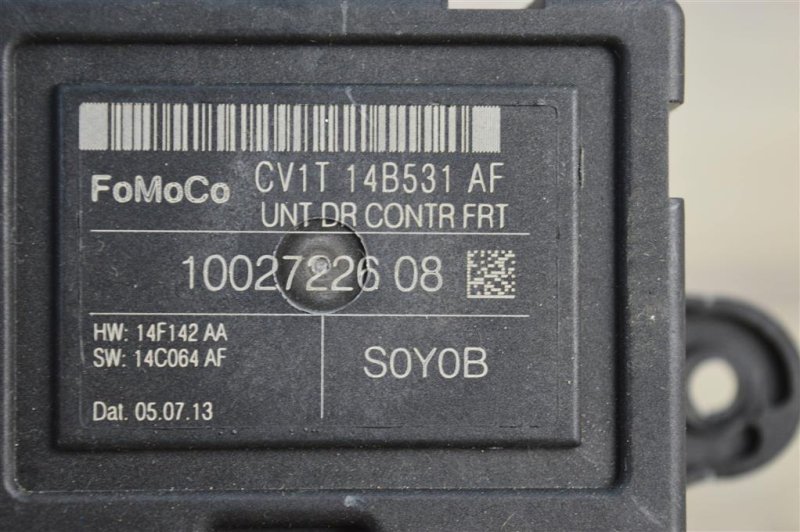 FoMoCo CV1T 14B531 AF
UNT DR CONTR FRT
10027226 08
HW: 14F142 AA
SW: 14C064 AF
S0Y0B
Dat. 05.07.13